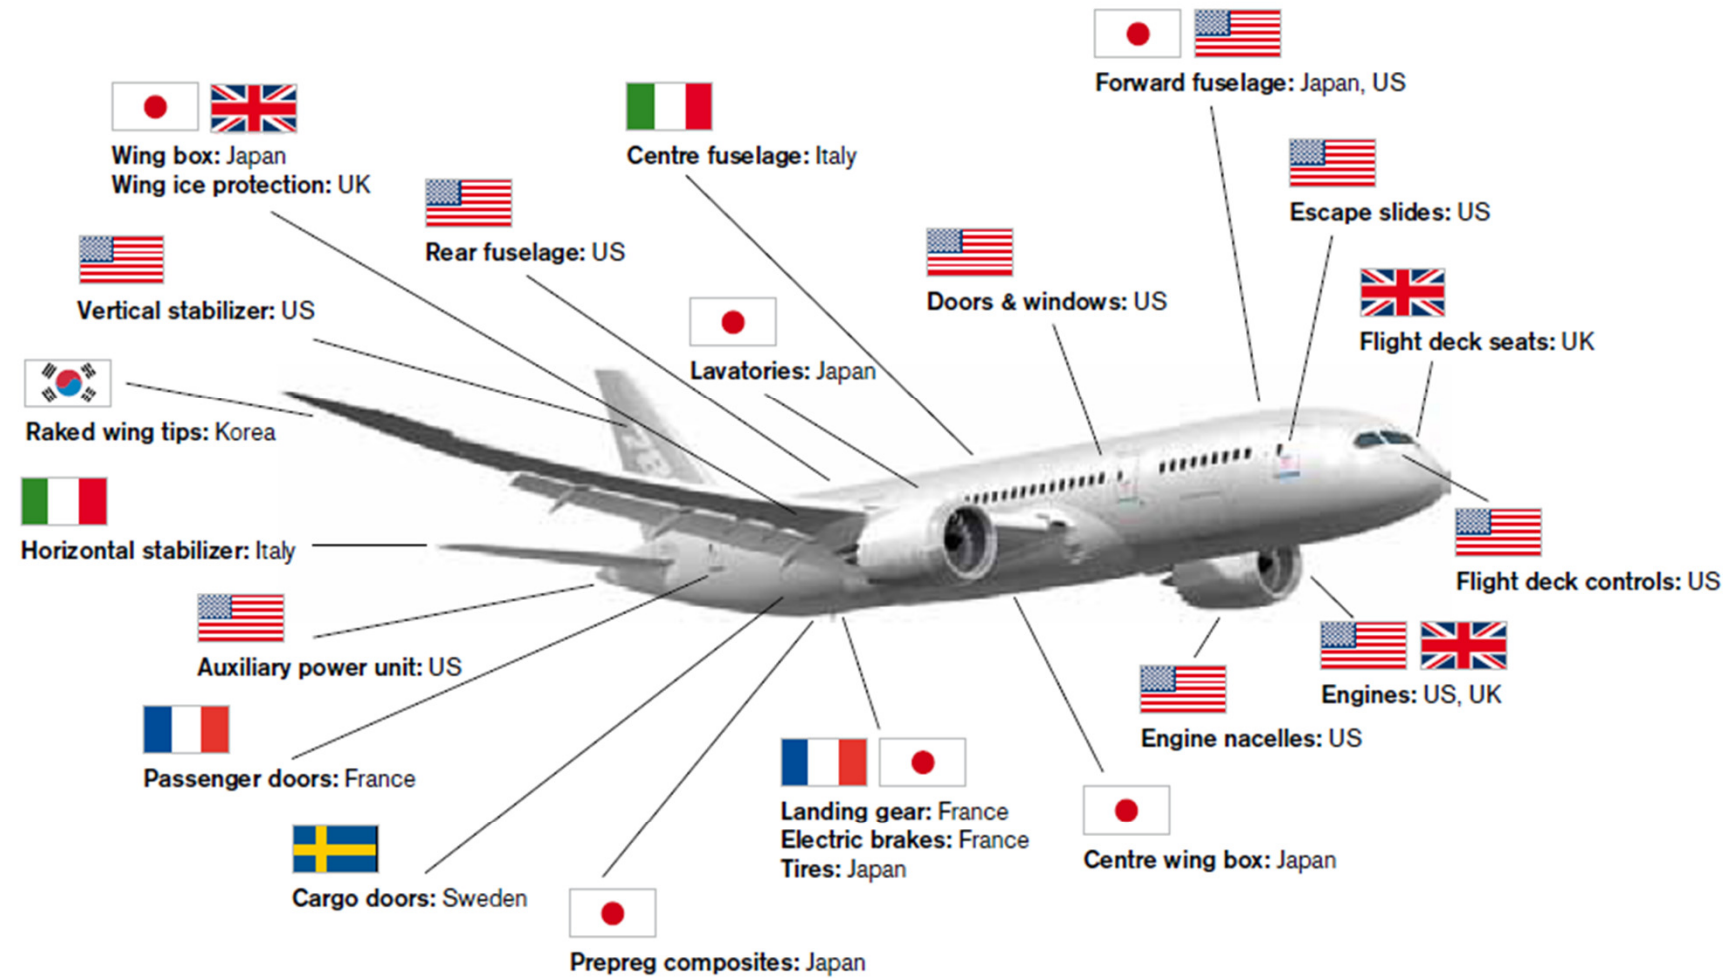 Forward fuselage: Japan, US
Wing box: Japan
Wing ice protection: UK
Centre fuselage: Italy
Escape slides: US
Rear fuselage: US
Vertical stabilizer: US
Doors & windows: US
Flight deck seats: UK
Lavatories: Japan
Raked wing tips: Korea
Horizontal stabilizer: Italy
Flight deck controls: US
Auxiliary power unit: US
Engines: US, UK
Engine nacelles: US
Passenger doors: France
Landing gear: France
Electric brakes: France
Tires: Japan
Centre wing box: Japan
Cargo doors: Sweden
Prepreg composites: Japan